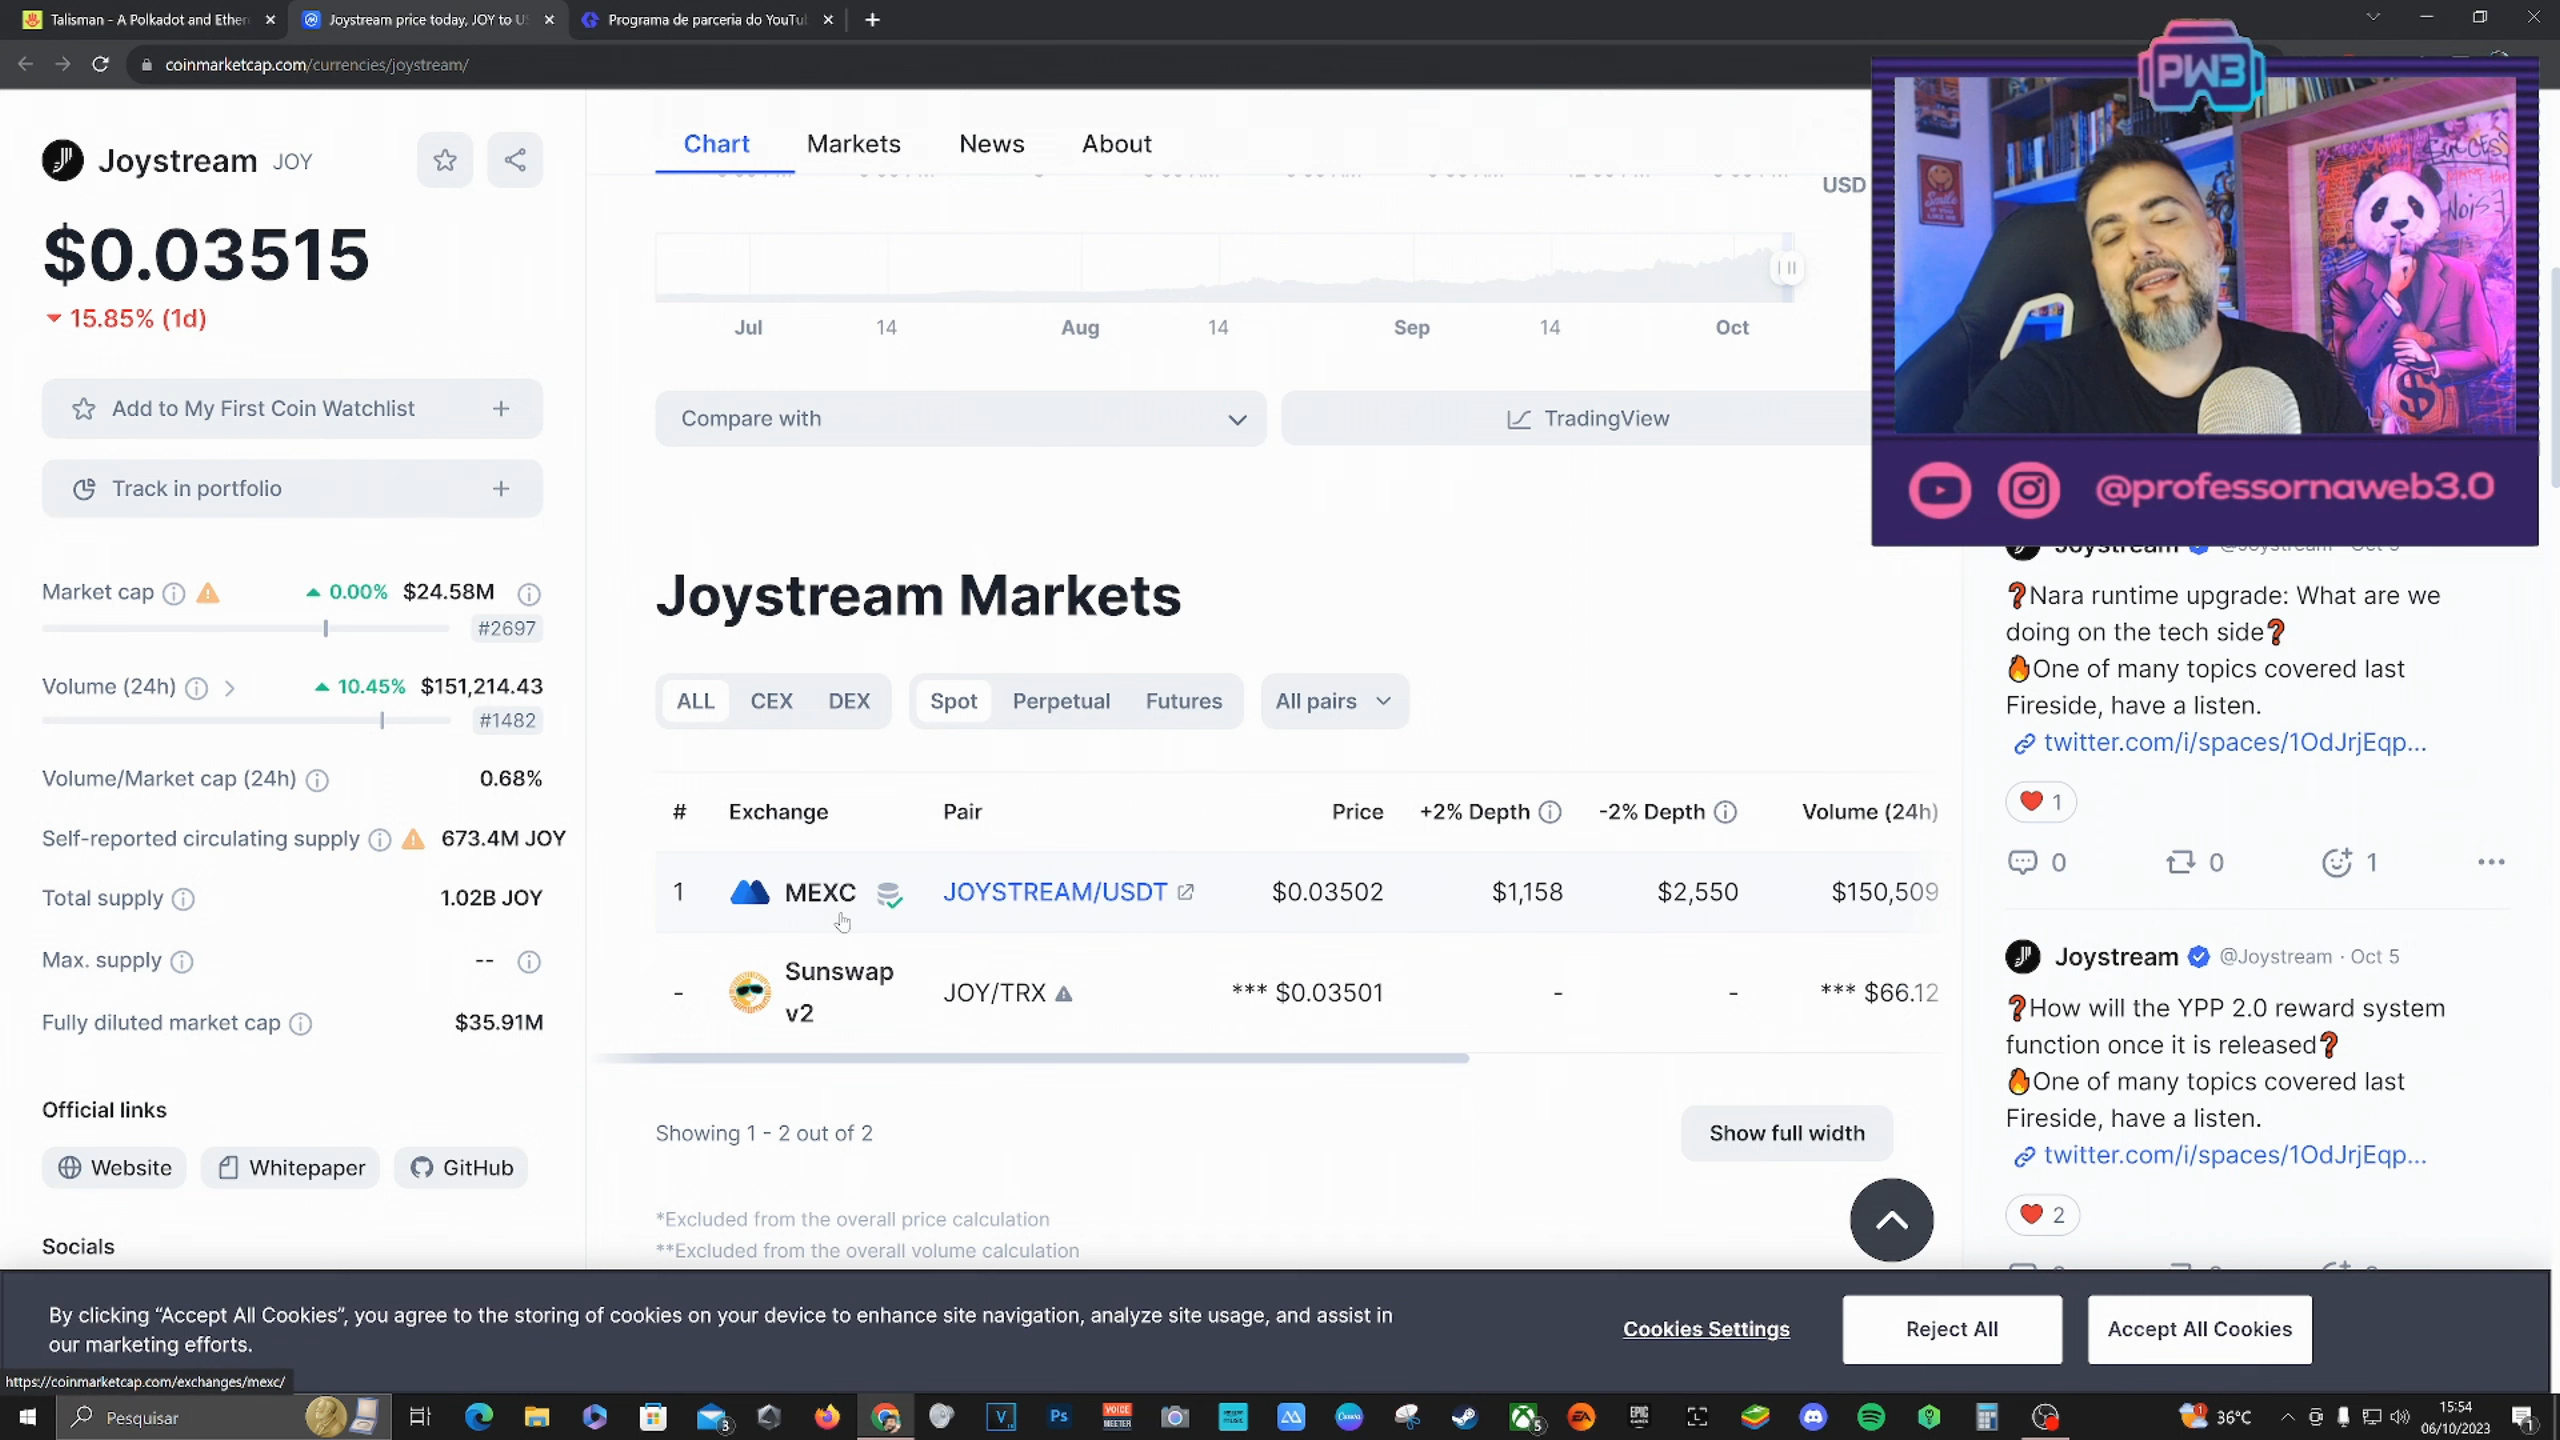 Talisman - A Polkadot and Ether
Joystream price today, JOY to US
Programa de parceria do YouTu
coinmarketcap.com/currencies/joystream/
Joystream JOY
$0.03515
15.85% (1d)
Add to My First Coin Watchlist
Track in portfolio
Market cap 0.00% $24.58M
#2697
Volume (24h) 10.45% $151,214.43
#1482
Volume/Market cap (24h) 0.68%
Self-reported circulating supply 673.4M JOY
Total supply 1.02B JOY
Max. supply --
Fully diluted market cap $35.91M
Official links
Website Whitepaper GitHub
Socials
Chart Markets News About
USD
Jul 14 Aug 14 Sep 14 Oct
Compare with TradingView
Joystream Markets
ALL CEX DEX Spot Perpetual Futures All pairs
# Exchange Pair Price +2% Depth -2% Depth Volume (24h)
1 MEXC JOYSTREAM/USDT $0.03502 $1,158 $2,550 $150,509
- Sunswap v2 JOY/TRX *** $0.03501 - - *** $66.12
Showing 1 - 2 out of 2 Show full width
*Excluded from the overall price calculation
**Excluded from the overall volume calculation
PW3
@professornaweb3.0
❓Nara runtime upgrade: What are we
doing on the tech side❓
🔥One of many topics covered last
Fireside, have a listen.
twitter.com/i/spaces/1OdJrjEqp...
❤️ 1
0 0 1
Joystream @Joystream · Oct 5
❓How will the YPP 2.0 reward system
function once it is released❓
🔥One of many topics covered last
Fireside, have a listen.
twitter.com/i/spaces/1OdJrjEqp...
❤️ 2
By clicking “Accept All Cookies”, you agree to the storing of cookies on your device to enhance site navigation, analyze site usage, and assist in
our marketing efforts.
Cookies Settings Reject All Accept All Cookies
https://coinmarketcap.com/exchanges/mexc/
Pesquisar
36°C
15:54
06/10/2023